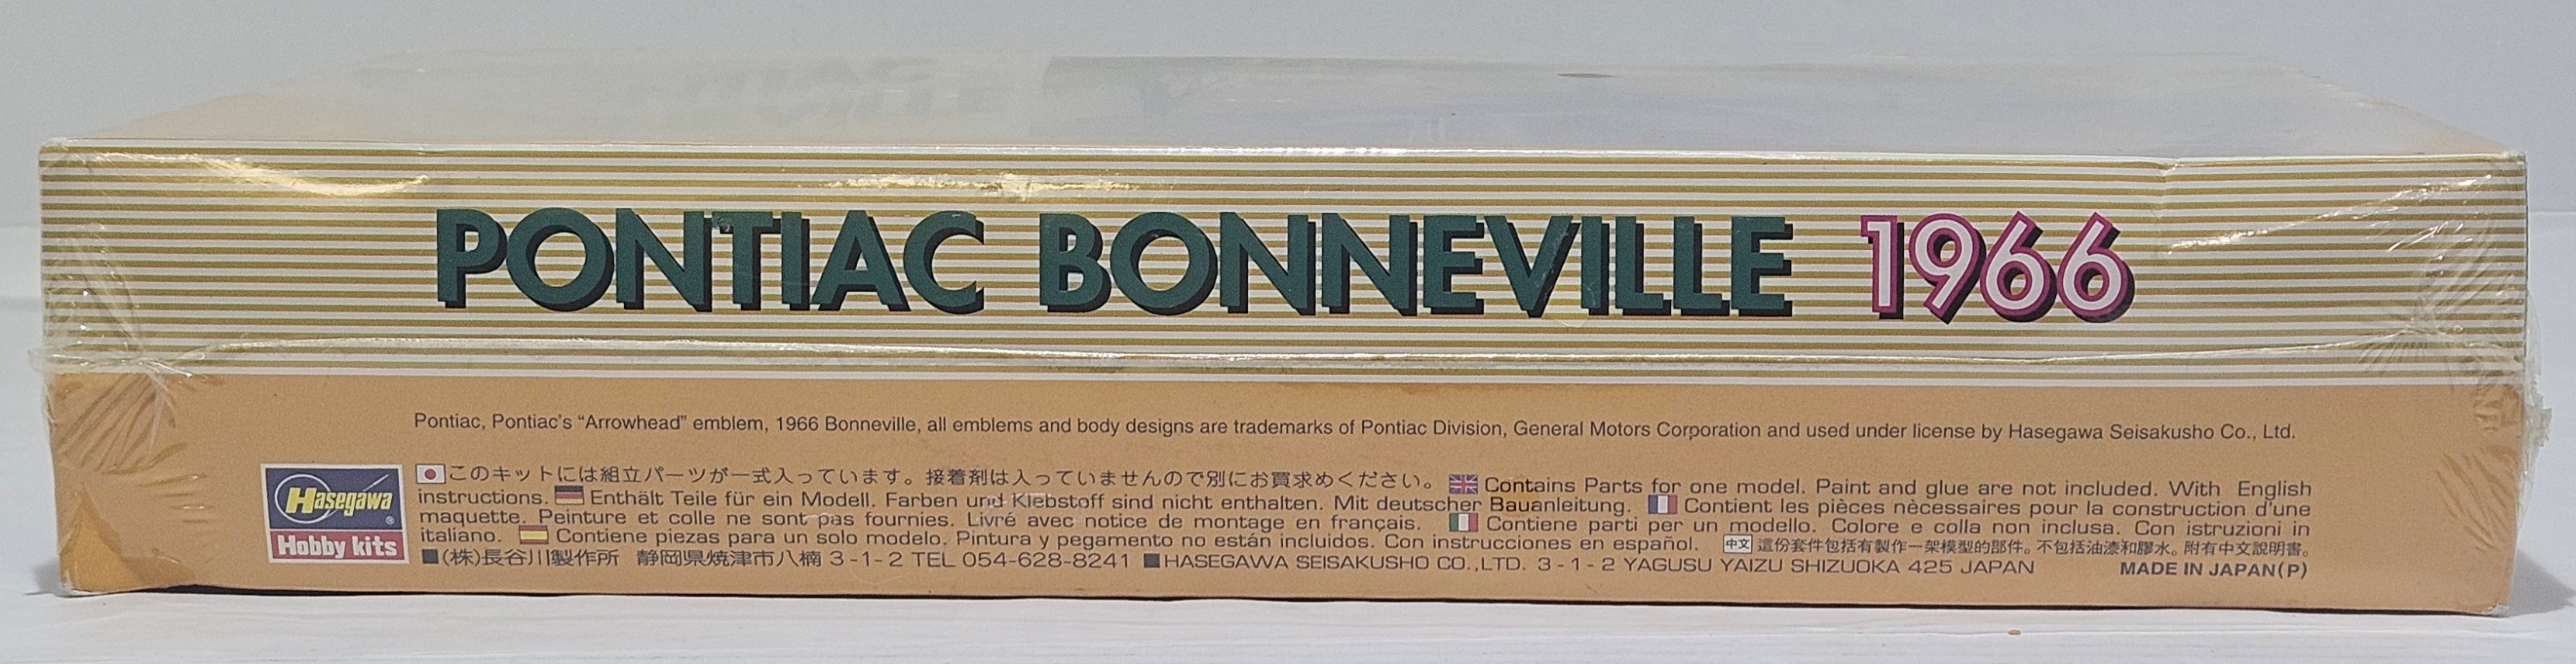 PONTIAC BONNEVILLE 1966
Pontiac, Pontiac's “Arrowhead” emblem, 1966 Bonneville, all emblems and body designs are trademarks of Pontiac Division, General Motors Corporation and used under license by Hasegawa Seisakusho Co., Ltd.
Hasegawa ®
Hobby kits
このキットには組立パーツが一式入っています。接着剤は入っていませんので別にお買求めください。 Contains Parts for one model. Paint and glue are not included. With English
instructions. Enthält Teile für ein Modell. Farben und Klebstoff sind nicht enthalten. Mit deutscher Bauanleitung. Contient les pièces nècessaires pour la construction d'une
maquette. Peinture et colle ne sont pas fournies. Livré avec notice de montage en français. Contiene parti per un modello. Colore e colla non inclusa. Con istruzioni in
italiano. Contiene piezas para un solo modelo. Pintura y pegamento no están incluidos. Con instrucciones en español. 中文 這份套件包括有製作一架模型的部件。不包括油漆和膠水。附有中文說明書。
■(株)長谷川製作所 静岡県焼津市八楠 3-1-2 TEL 054-628-8241 ■HASEGAWA SEISAKUSHO CO.,LTD. 3-1-2 YAGUSU YAIZU SHIZUOKA 425 JAPAN MADE IN JAPAN(P)